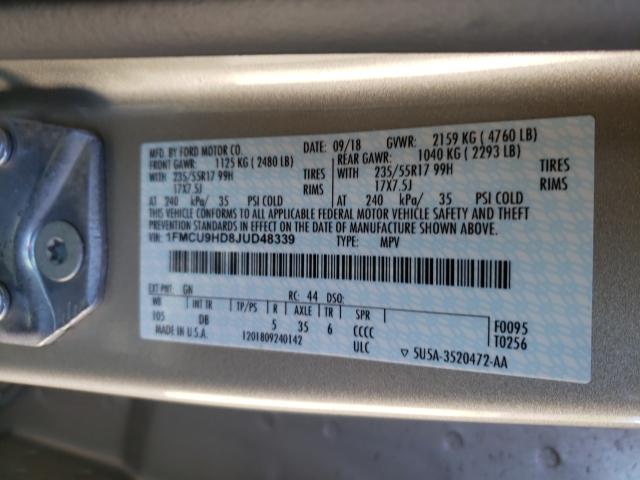 MFD. BY FORD MOTOR CO. DATE: 09/18 GVWR: 2159 KG ( 4760 LB)
FRONT GAWR: 1125 KG ( 2480 LB) REAR GAWR: 1040 KG ( 2293 LB)
WITH 235/55R17 99H TIRES WITH 235/55R17 99H TIRES
17X7.5J RIMS 17X7.5J RIMS
AT 240 kPa/ 35 PSI COLD AT 240 kPa/ 35 PSI COLD
THIS VEHICLE CONFORMS TO ALL APPLICABLE FEDERAL MOTOR VEHICLE SAFETY AND THEFT
PREVENTION STANDARDS IN EFFECT ON THE DATE OF MANUFACTURE SHOWN ABOVE.
VIN: 1FMCU9HD8JUD48339 TYPE: MPV
EXT PNT: GN RC: 44 DSO:
WB INT TR TP/PS R AXLE TR SPR
105 DB 5 35 6 CCCC F0095
MADE IN U.S.A. 1201809240142 ULC T0256
5USA-3520472-AA